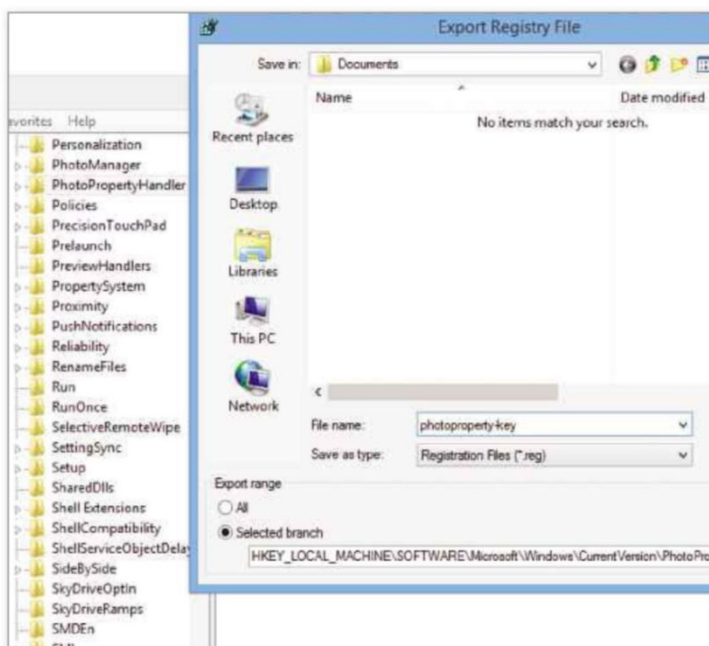 Export Registry File
Save in:
Documents
Name
Date modified
No items match your search.
Recent places
Desktop
Libraries
This PC
Network
File name:
photoproperty-key
Save as type:
Registration Files (*.reg)
Export range
All
Selected branch
HKEY_LOCAL_MACHINE\SOFTWARE\Microsoft\Windows\CurrentVersion\PhotoPro
avorites Help
Personalization
PhotoManager
PhotoPropertyHandler
Policies
PrecisionTouchPad
Prelaunch
PreviewHandlers
PropertySystem
Proximity
PushNotifications
Reliability
RenameFiles
Run
RunOnce
SelectiveRemoteWipe
SettingSync
Setup
SharedDlls
Shell Extensions
ShellCompatibility
ShellServiceObjectDelay
SideBySide
SkyDriveOptIn
SkyDriveRamps
SMDEn